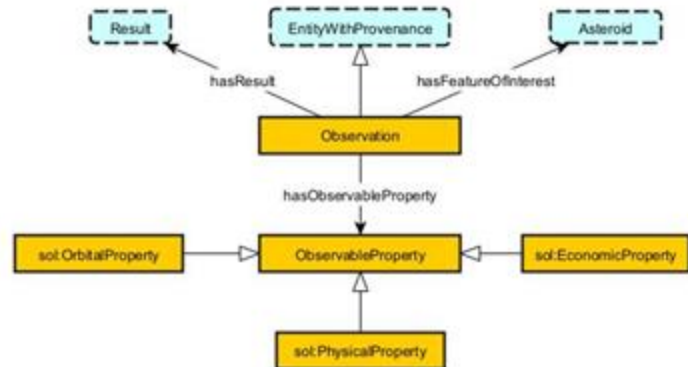 Result
EntityWithProvenance
Asteroid
hasResult
hasFeatureOfInterest
Observation
hasObservableProperty
sol:OrbitalProperty
ObservableProperty
sol:EconomicProperty
sol:PhysicalProperty